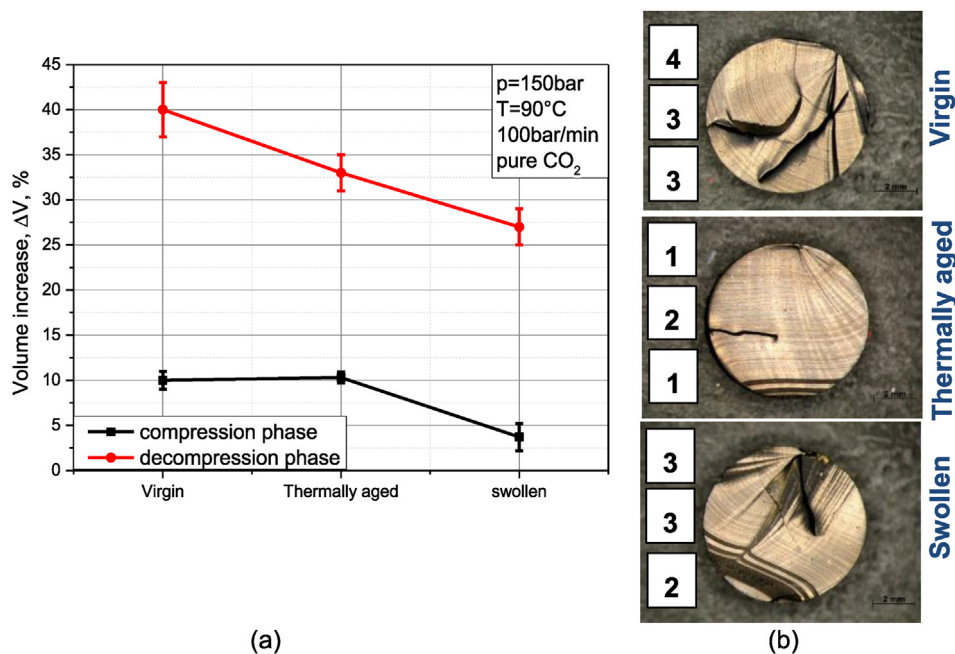 p=150bar
T=90°C
100bar/min
pure CO₂
Volume increase, ΔV, %
45
40
35
30
25
20
15
10
5
0
compression phase
decompression phase
Virgin
Thermally aged
swollen
(a)
4
3
3
2 mm
Virgin
1
2
1
2 mm
Thermally aged
3
3
2
2 mm
Swollen
(b)